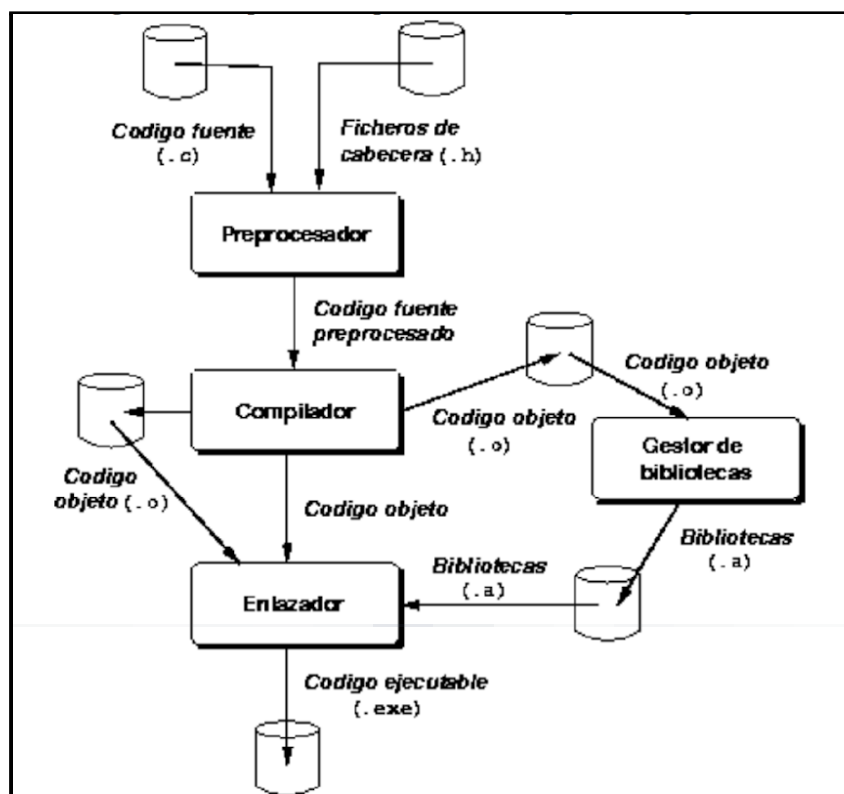 Codigo fuente
(.c)
Ficheros de
cabecera (.h)
Preprocesador
Codigo fuente
preprocesado
Compilador
Codigo objeto
(.o)
Codigo objeto
(.o)
Gestor de
bibliotecas
Codigo
objeto (.o)
Codigo objeto
Bibliotecas
(.a)
Bibliotecas
(.a)
Enlazador
Codigo ejecutable
(.exe)